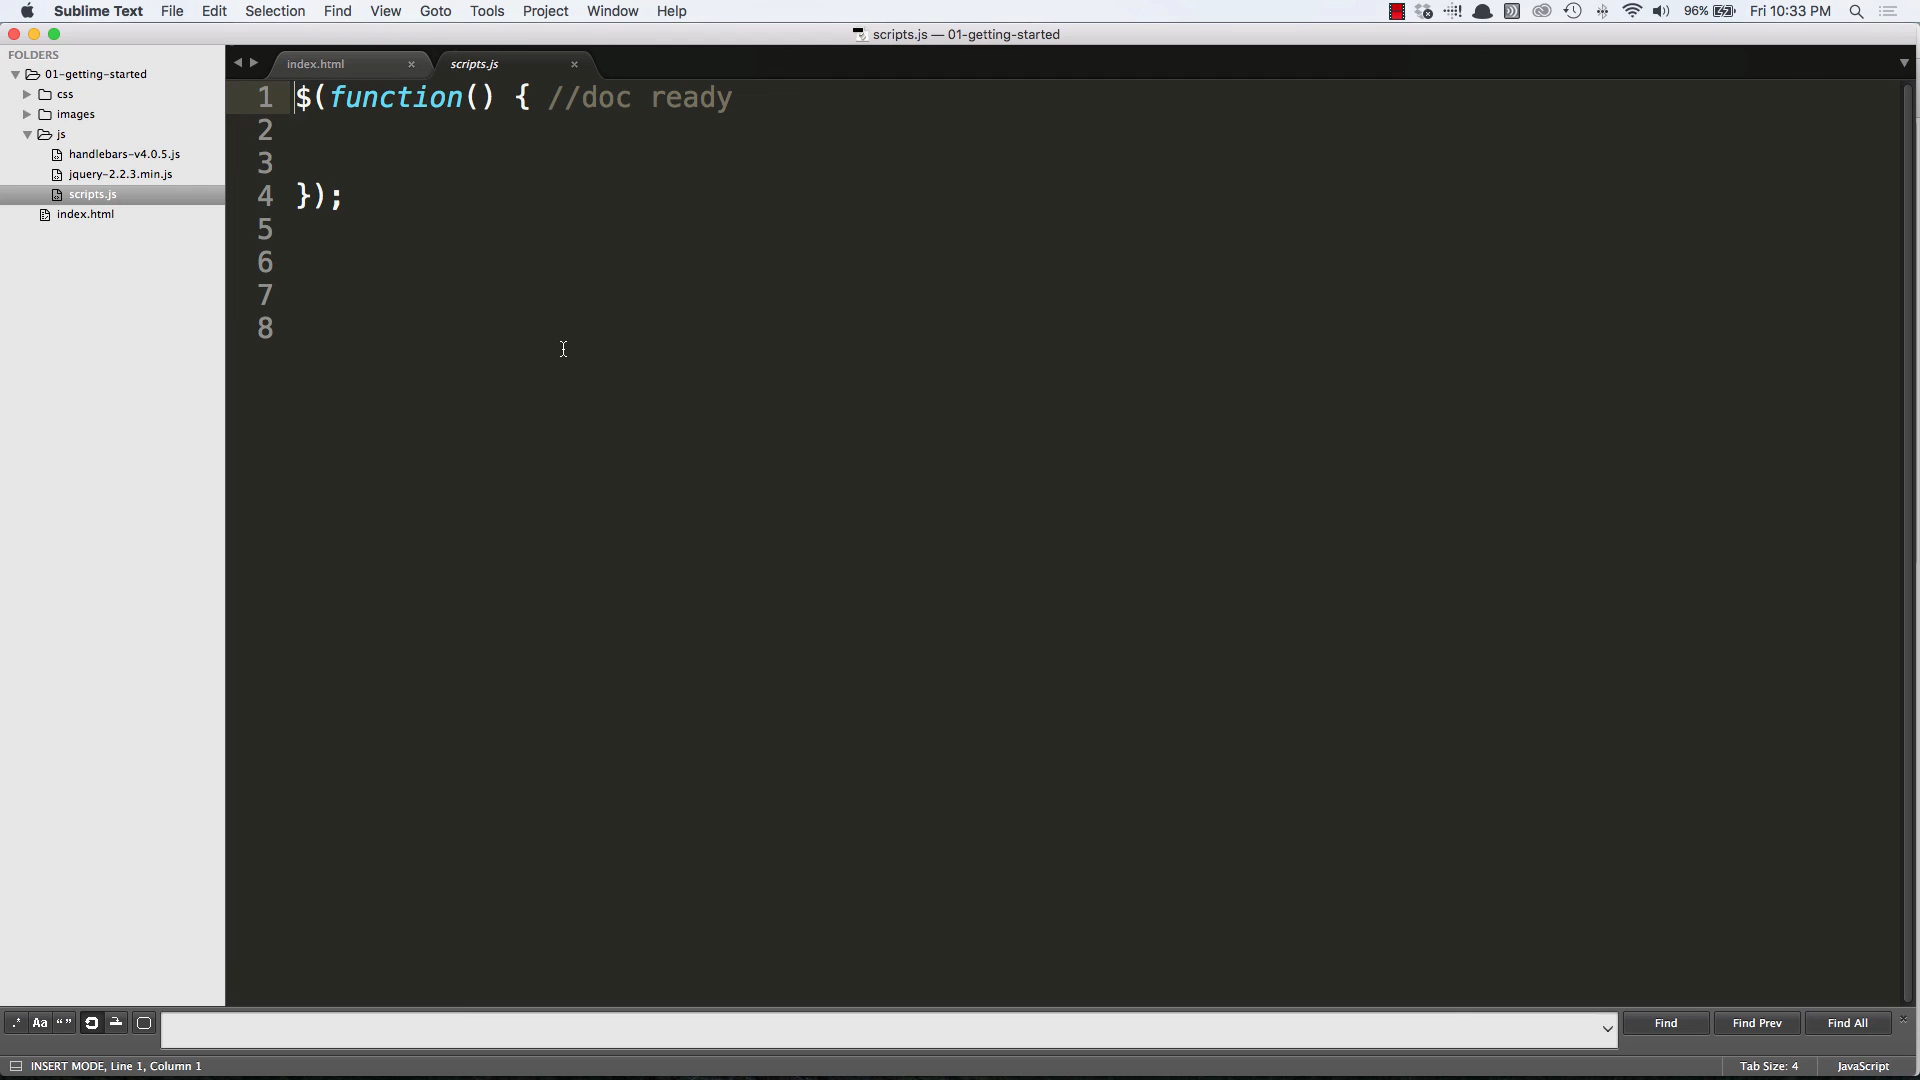 Sublime Text File Edit Selection Find View Goto Tools Project Window Help 96% Fri 10:33 PM
scripts.js — 01-getting-started
FOLDERS
01-getting-started
css
images
js
handlebars-v4.0.5.js
jquery-2.2.3.min.js
scripts.js
index.html
index.html × scripts.js ×
1 $(function() { //doc ready
2
3
4 });
5
6
7
8
.* Aa “” Find Find Prev Find All ×
INSERT MODE, Line 1, Column 1 Tab Size: 4 JavaScript